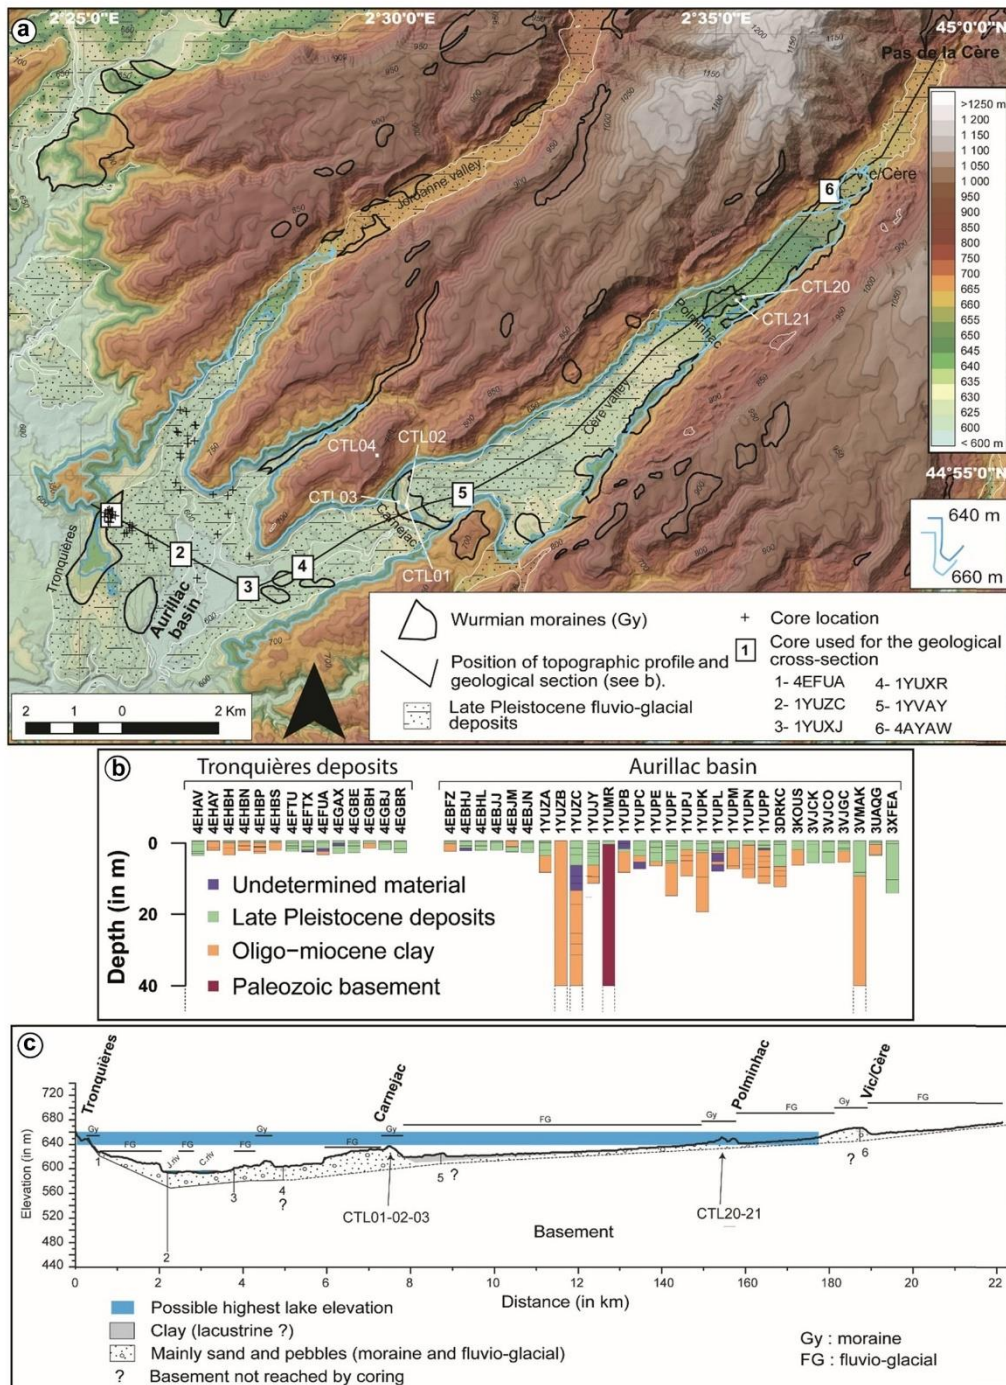 a
2°25'0"E
2°30'0"E
2°35'0"E
45°0'0"N
Pas de la Cère
>1250 m
1 200
1 150
1 100
1 050
1 000
950
900
850
800
750
700
665
660
655
650
645
640
635
630
625
600
< 600 m
Jordanne valley
Vic/Cère
6
CTL20
CTL21
Polminhac
Cère valley
CTL04
CTL02
CTL03
Carnejac
5
CTL01
44°55'0"N
640 m
660 m
Tronquières
2
4
3
Aurillac
basin
Wurmian moraines (Gy)
Position of topographic profile and
geological section (see b).
Late Pleistocene fluvio-glacial
deposits
Core location
1 Core used for the geological
cross-section
1- 4EFUA 4- 1YUXR
2- 1YUZC 5- 1YVAY
3- 1YUXJ 6- 4AYAW
2 1 0 2 Km
b
Tronquières deposits
Aurillac basin
4EHAV
4EHAY
4EHBH
4EHBN
4EHBP
4EHBS
4EFTU
4EFTX
4EFUA
4EGAX
4EGBE
4EGBH
4EGBJ
4EGBR
4EBFZ
4EBHJ
4EBHL
4EBJJ
4EBJM
4EBJN
1YUZA
1YUZB
1YUZC
1YUJY
1YUMR
1YUPB
1YUPC
1YUPE
1YUPF
1YUPJ
1YUPK
1YUPL
1YUPM
1YUPN
1YUPP
3DRKC
3KOUS
3VJCK
3VJCO
3VJGC
3VMAK
3UAQG
3XFEA
Depth (in m)
0
20
40
Undetermined material
Late Pleistocene deposits
Oligo-miocene clay
Paleozoic basement
c
Tronquières
Carnejac
Polminhac
Vic/Cère
Elevation (in m)
720
680
640
600
560
520
480
440
Gy
FG
J.riv
FG
C.riv
FG
Gy
FG
Gy
FG
Gy
FG
Gy
FG
1
2
3
4
?
5
?
?
6
CTL01-02-03
CTL20-21
Basement
0 2 4 6 8 10 12 140 160 180 20 22
Distance (in km)
Possible highest lake elevation
Clay (lacustrine ?)
Mainly sand and pebbles (moraine and fluvio-glacial)
? Basement not reached by coring
Gy : moraine
FG : fluvio-glacial